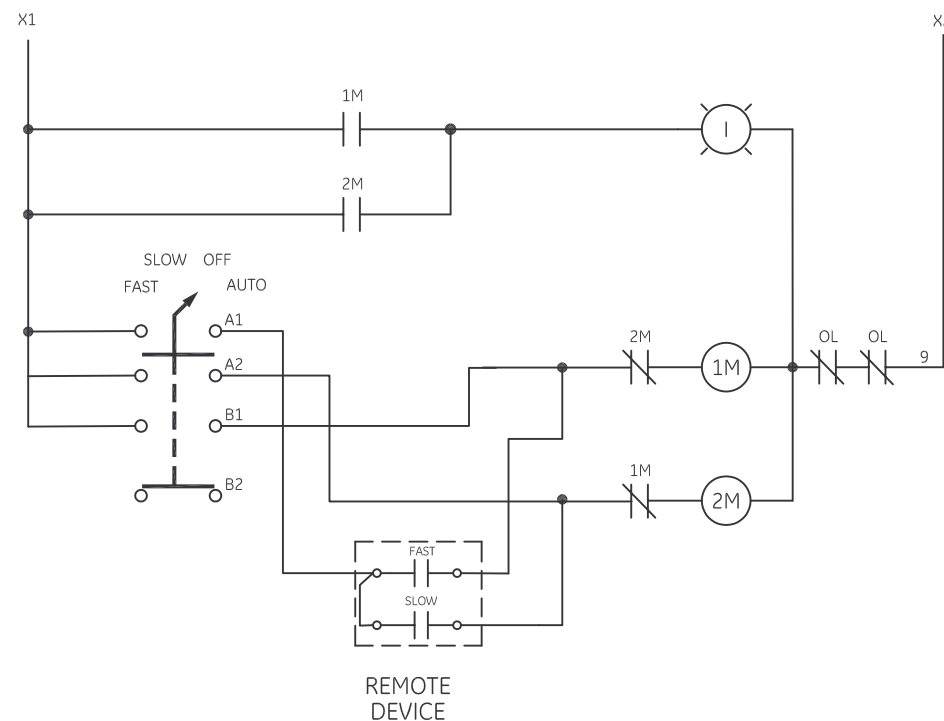 X1
1M
I
2M
SLOW OFF
FAST AUTO
A1
A2
B1
B2
2M
1M
OL
OL
9
1M
2M
FAST
SLOW
REMOTE
DEVICE